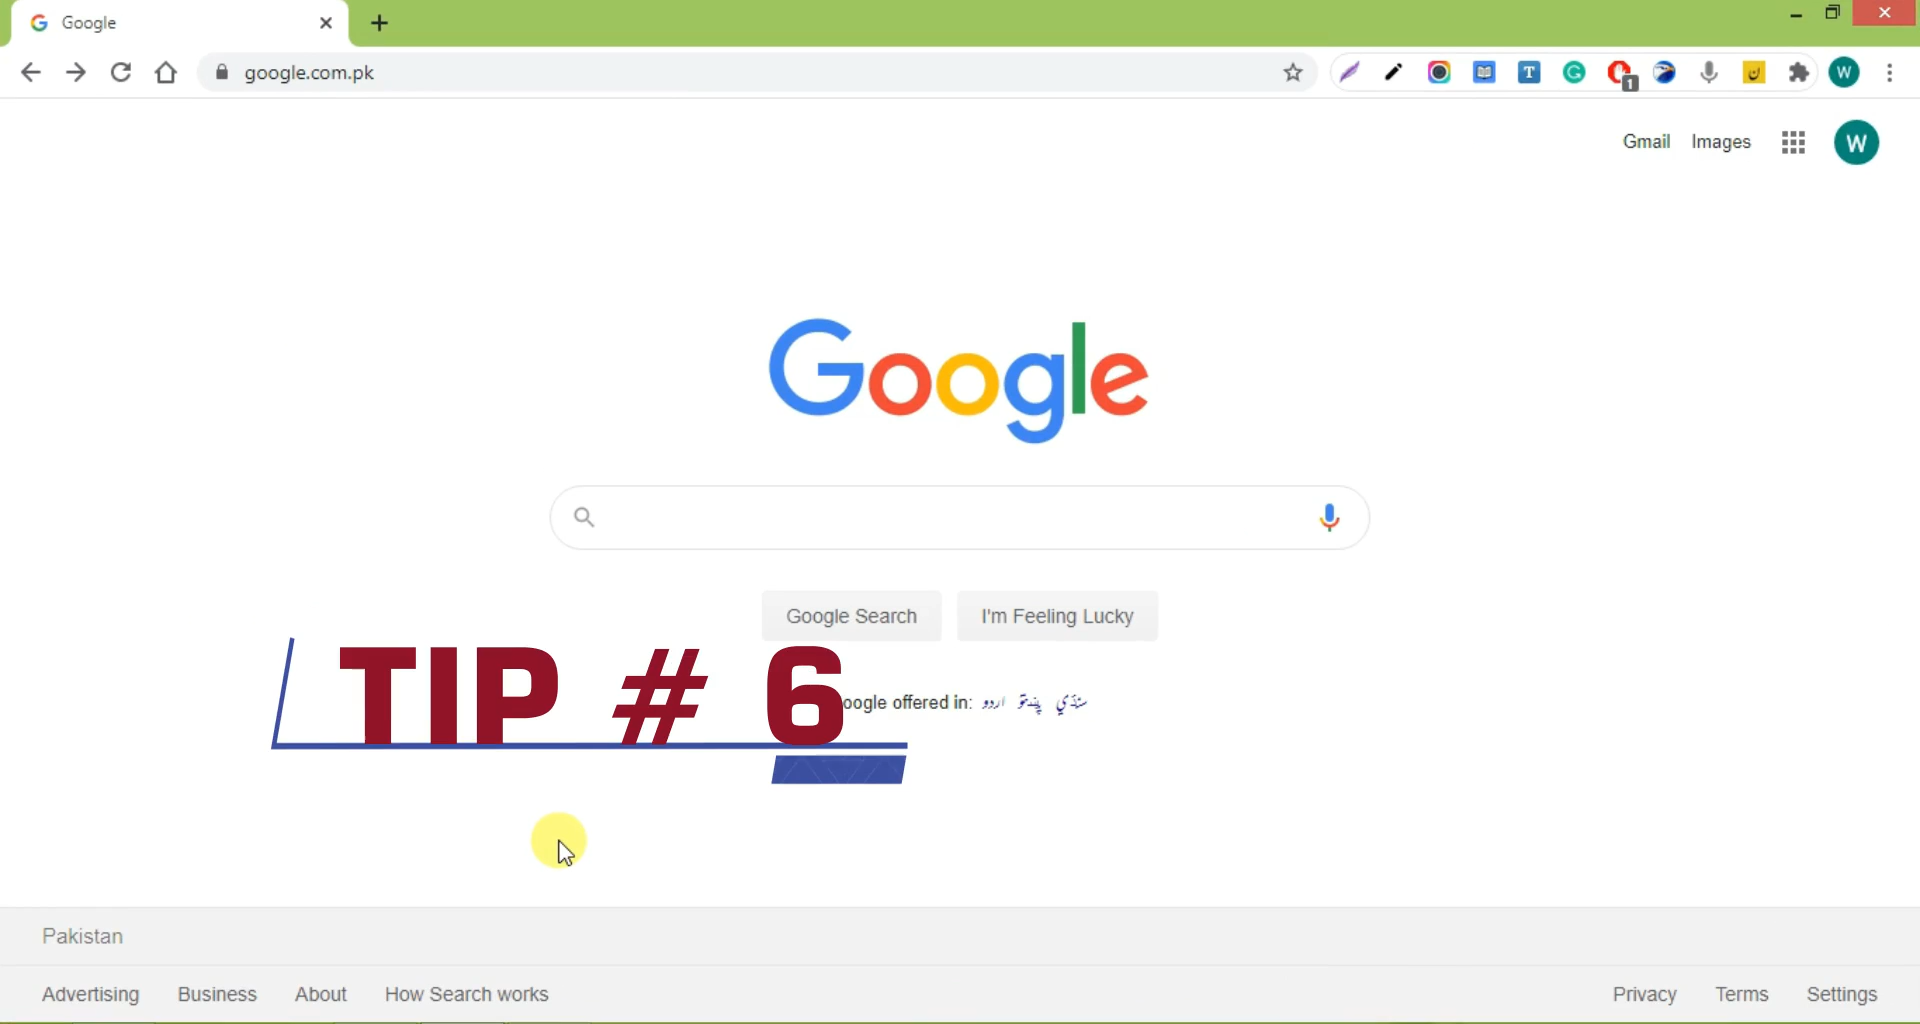 Google
google.com.pk
1
W
Gmail Images
W
Google
Google Search I'm Feeling Lucky
TIP # 6
oogle offered in: اردو پښتو سنڌي
Pakistan
Advertising Business About How Search works
Privacy Terms Settings